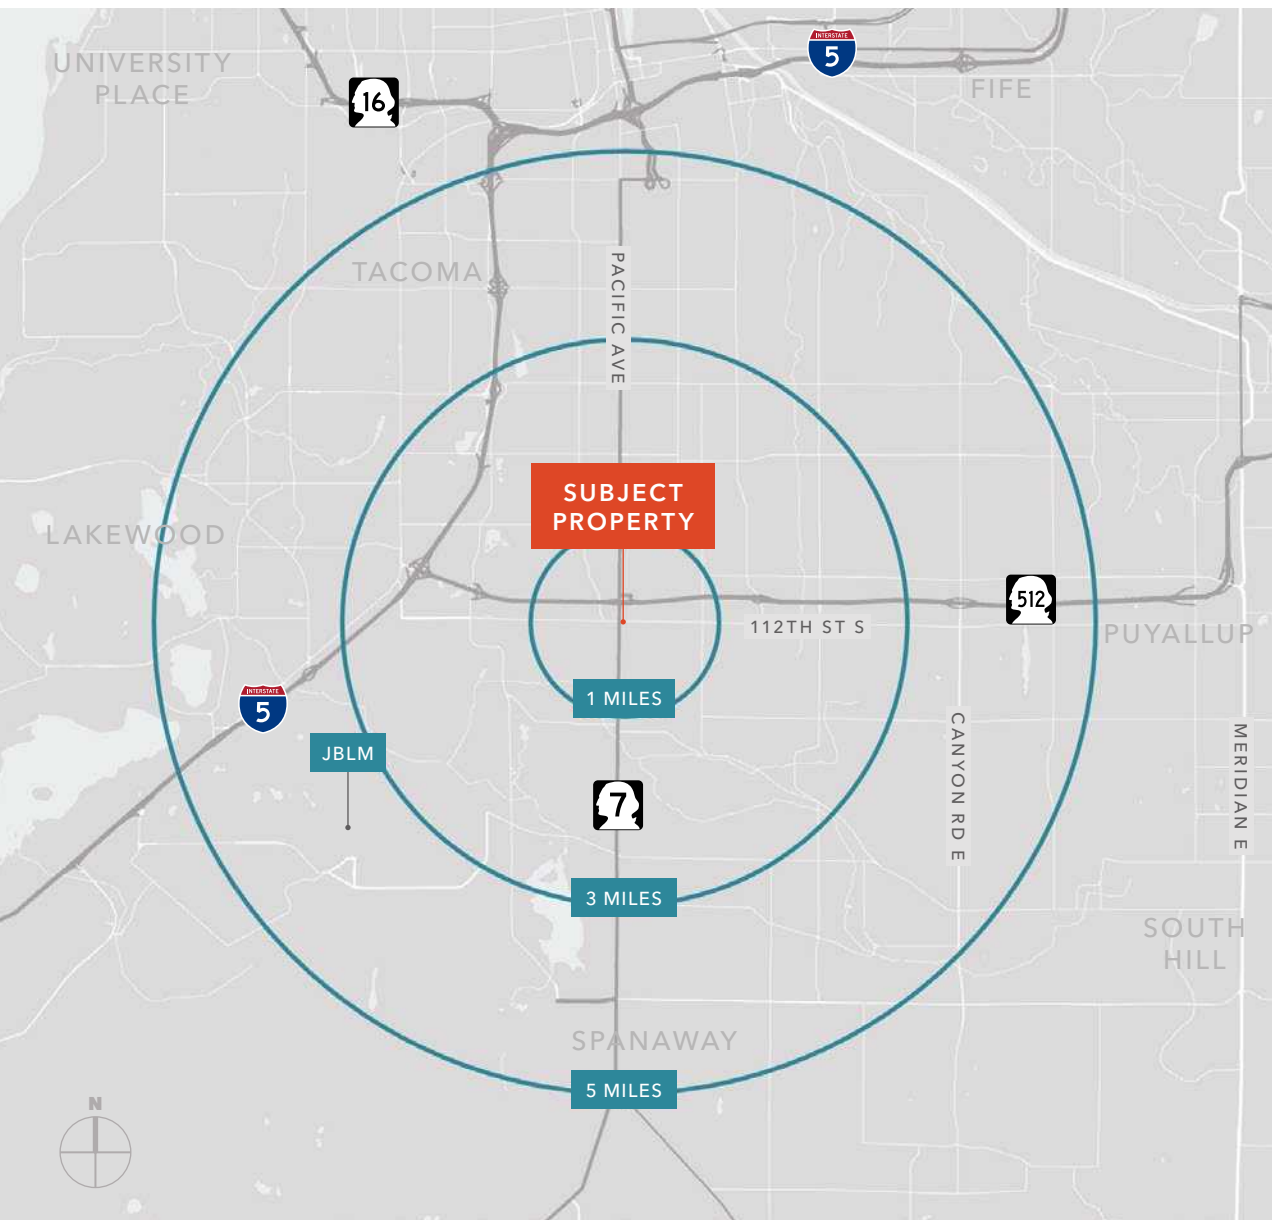 UNIVERSITY
PLACE
16
INTERSTATE
5
FIFE
TACOMA
PACIFIC AVE
SUBJECT
PROPERTY
LAKEWOOD
512
112TH ST S
PUYALLUP
1 MILES
INTERSTATE
5
JBLM
CANYON RD E
MERIDIAN E
7
3 MILES
SOUTH
HILL
SPANAWAY
5 MILES
N